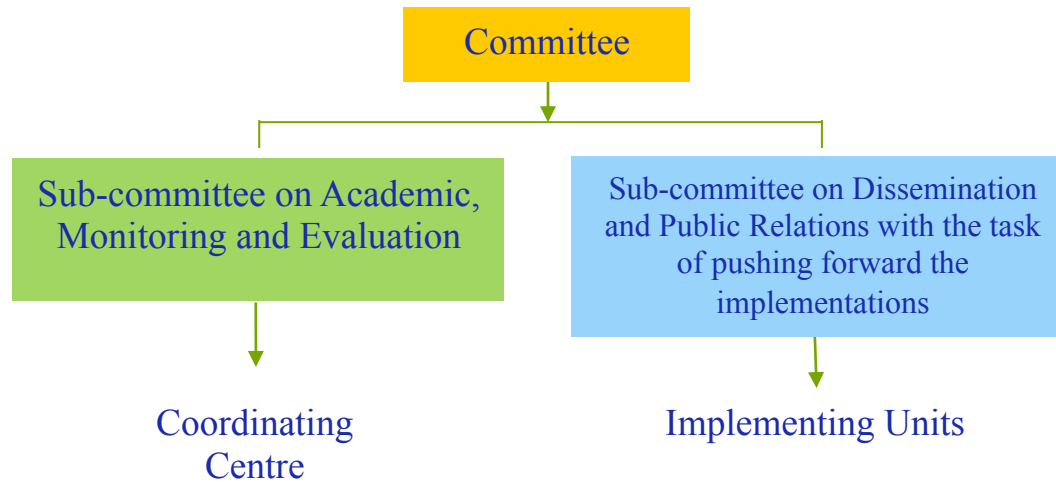 Committee
Sub-committee on Academic,
Monitoring and Evaluation
Sub-committee on Dissemination
and Public Relations with the task
of pushing forward the
implementations
Coordinating
Centre
Implementing Units